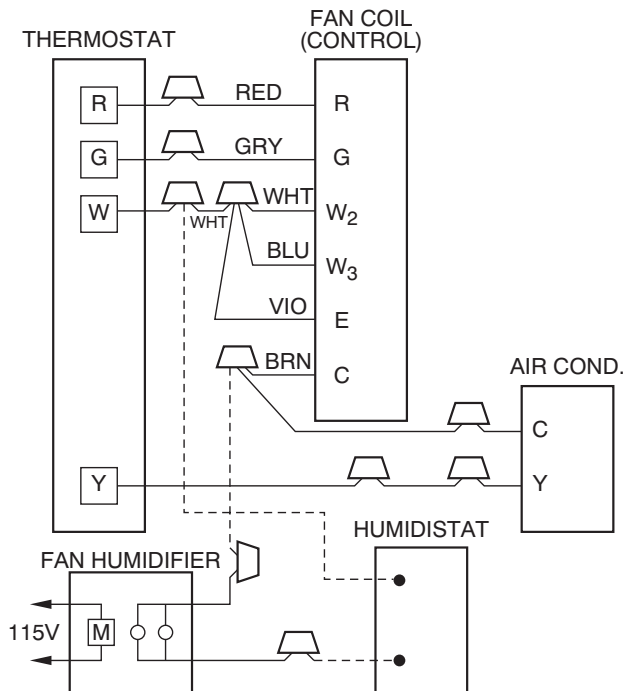 FAN COIL
(CONTROL)
THERMOSTAT
R RED R
G GRY G
W WHT WHT W2
BLU W3
VIO E
BRN C
AIR COND.
C
Y Y
HUMIDISTAT
FAN HUMIDIFIER
115V M